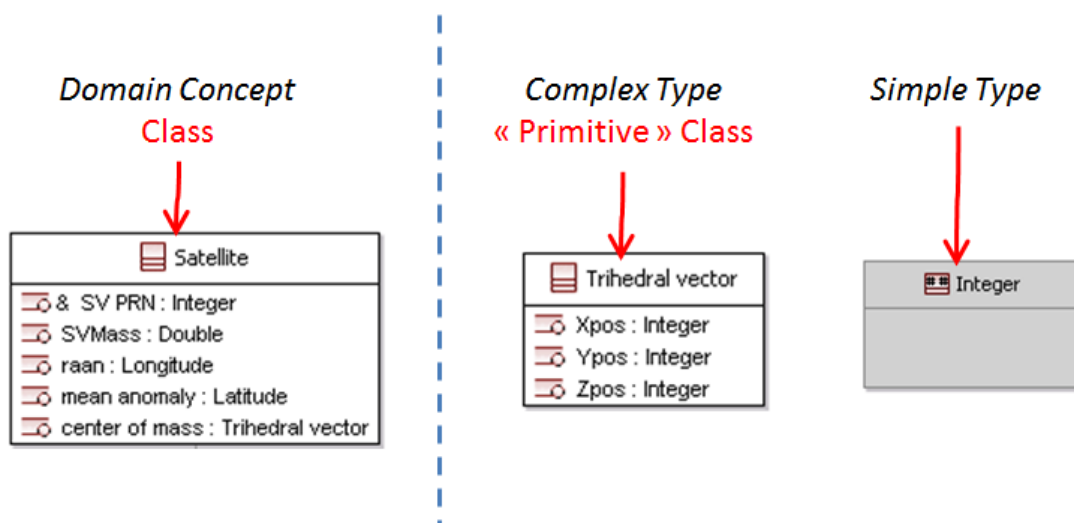 Domain Concept
Class
Complex Type
« Primitive » Class
Simple Type
Satellite
& SV PRN : Integer
SVMass : Double
raan : Longitude
mean anomaly : Latitude
center of mass : Trihedral vector
Trihedral vector
Xpos : Integer
Ypos : Integer
Zpos : Integer
## Integer